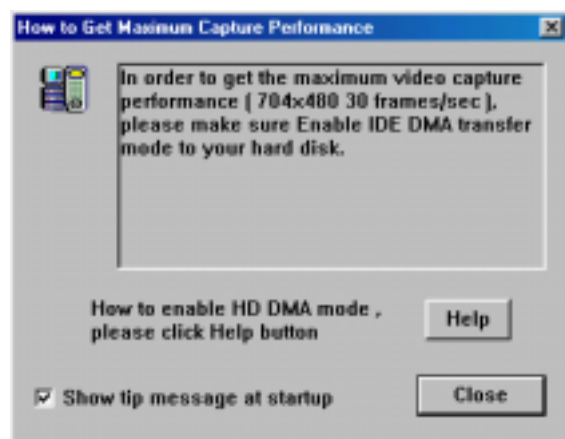 How to Get Maximum Capture Performance
In order to get the maximum video capture
performance ( 704x480 30 frames/sec ),
please make sure Enable IDE DMA transfer
mode to your hard disk.
How to enable HD DMA mode ,
please click Help button
Help
Show tip message at startup
Close